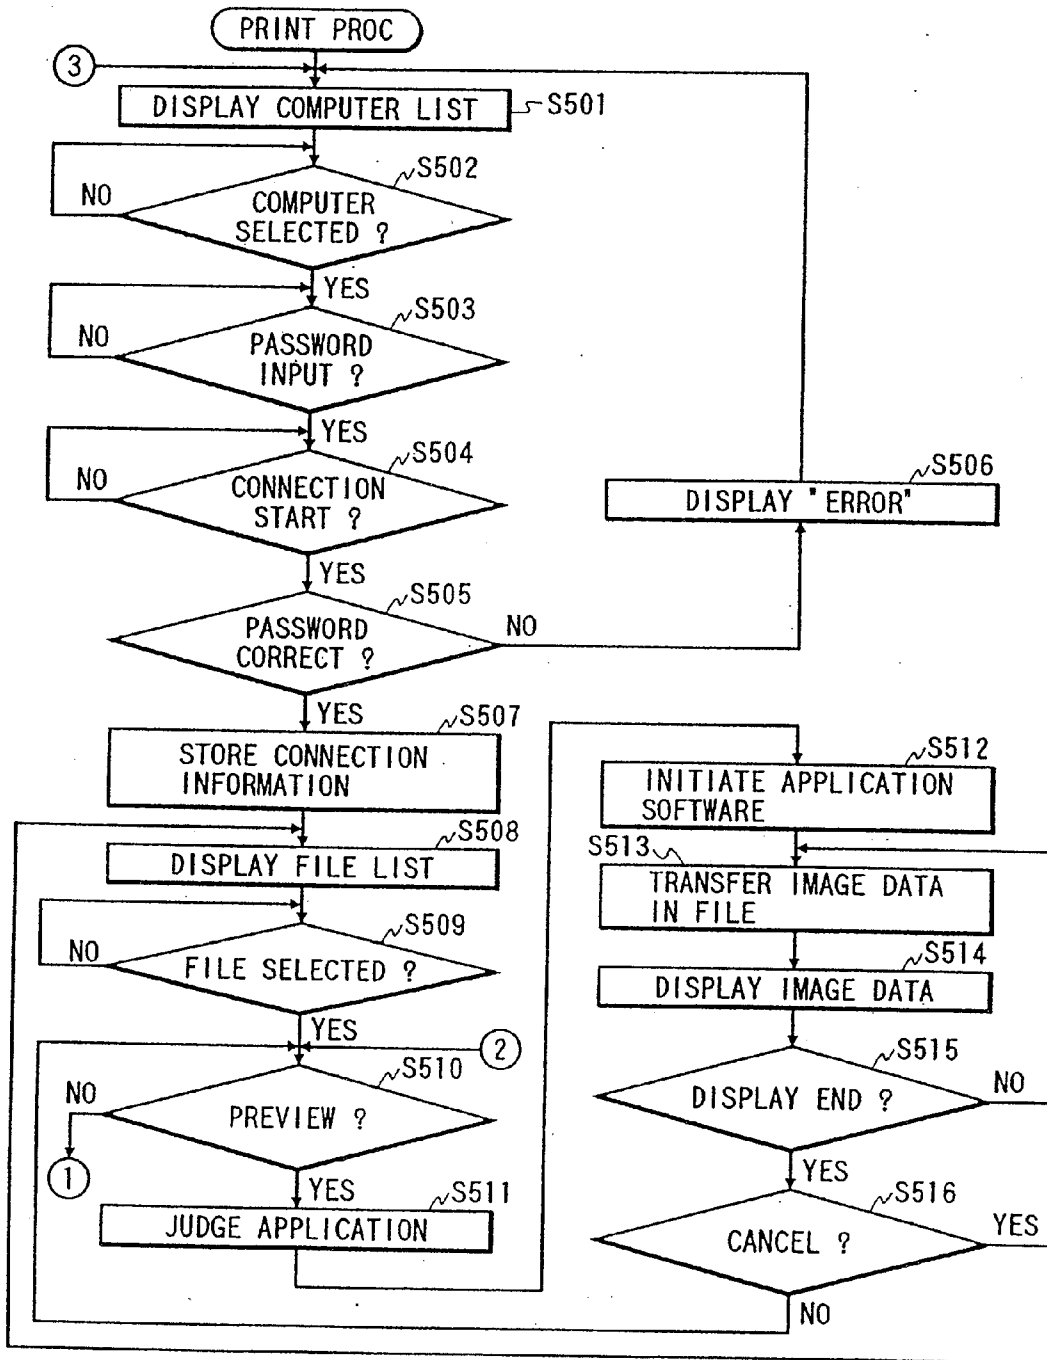 PRINT PROC
3
DISPLAY COMPUTER LIST
S501
S502
NO
COMPUTER
SELECTED ?
YES
S503
NO
PASSWORD
INPUT ?
YES
S504
NO
CONNECTION
START ?
YES
S505
PASSWORD
CORRECT ?
NO
S506
DISPLAY "ERROR"
YES
S507
STORE CONNECTION
INFORMATION
S508
DISPLAY FILE LIST
S509
NO
FILE SELECTED ?
YES
2
S510
NO
PREVIEW ?
1
YES
S511
JUDGE APPLICATION
S512
INITIATE APPLICATION
SOFTWARE
S513
TRANSFER IMAGE DATA
IN FILE
S514
DISPLAY IMAGE DATA
S515
DISPLAY END ?
NO
YES
S516
CANCEL ?
YES
NO